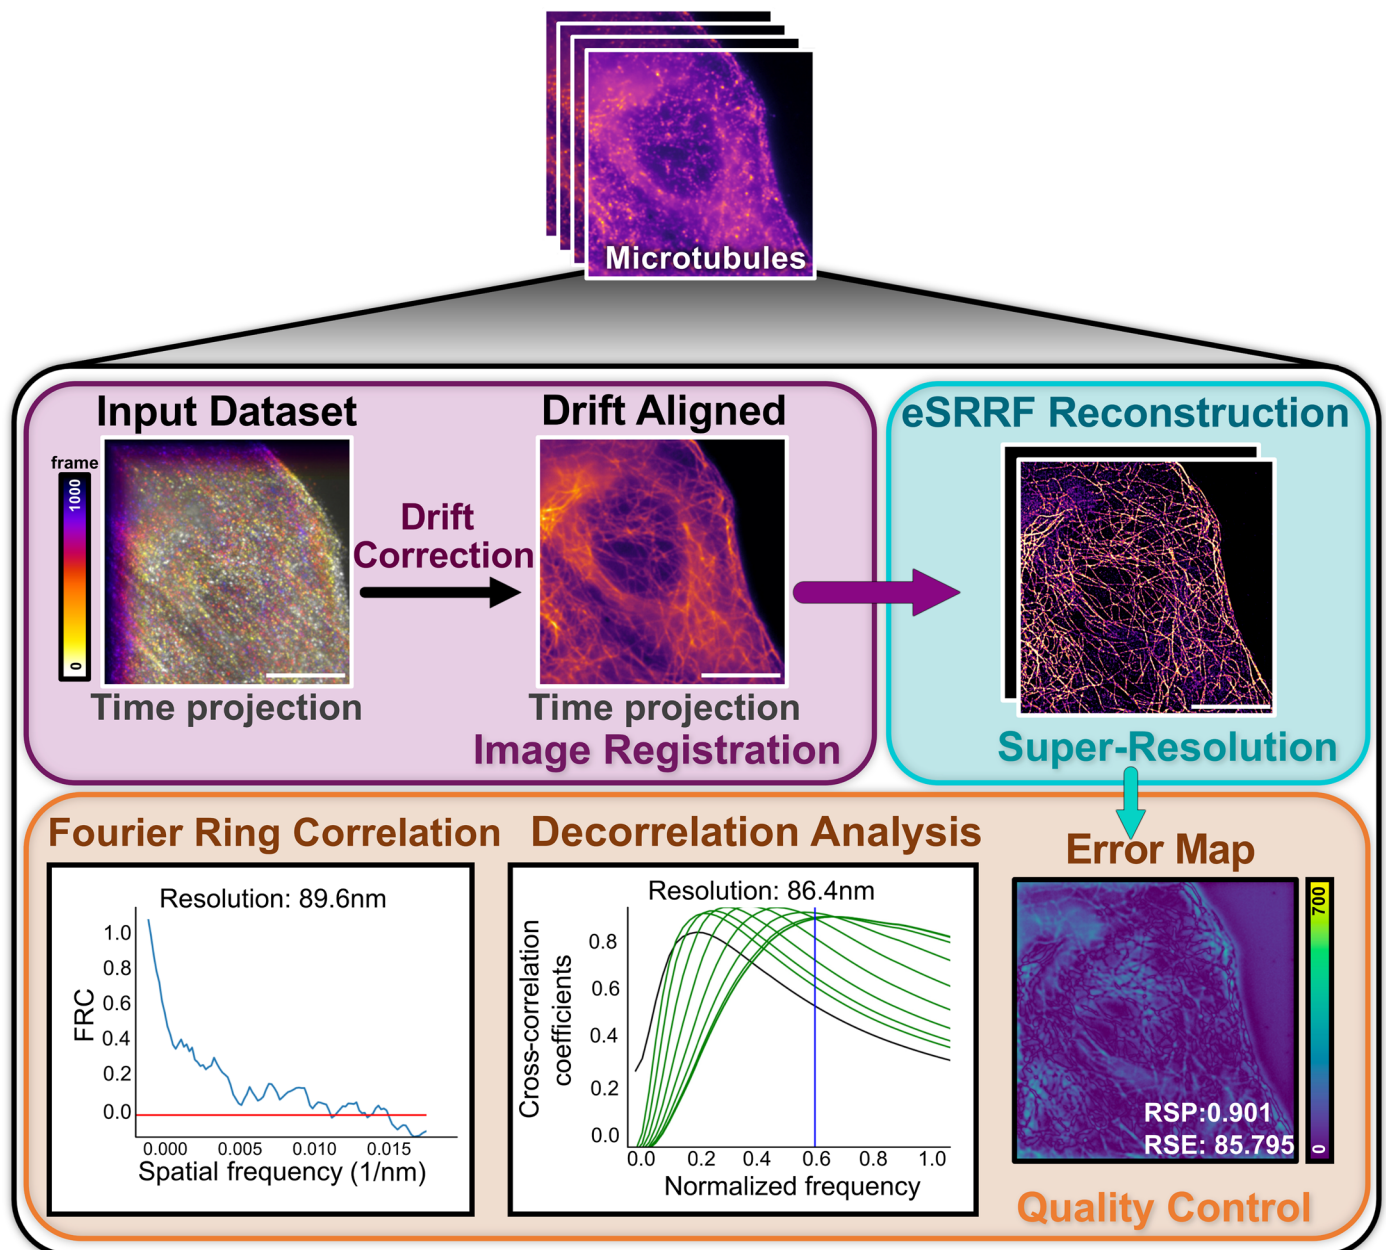 Microtubules
Input Dataset
Drift Aligned
eSRRF Reconstruction
frame
1000
0
Drift
Correction
Time projection
Time projection
Image Registration
Super-Resolution
Fourier Ring Correlation
Decorrelation Analysis
Error Map
Resolution: 89.6nm
FRC
1.0
0.8
0.6
0.4
0.2
0.0
0.000 0.005 0.010 0.015
Spatial frequency (1/nm)
Resolution: 86.4nm
Cross-correlation
coefficients
0.8
0.6
0.4
0.2
0.0
0.0 0.2 0.4 0.6 0.8 1.0
Normalized frequency
RSP:0.901
RSE: 85.795
700
0
Quality Control